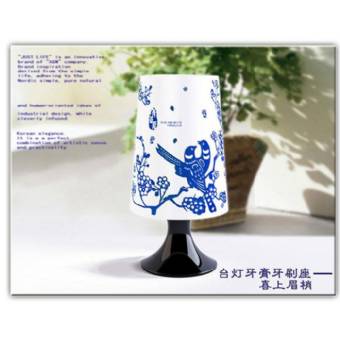 "JUST LIFE" is an innovative
brand of "XGW" company.
Brand inspiration
derived from the simple
life, adhering to the
Nordic simple, pure natural
and humanoriented ideas of
industrial design, while
cleverly infused
Korean elegance.
it is a a perfect
combination of artistic sense
and practicality
台灯牙膏牙刷座——
喜上眉梢